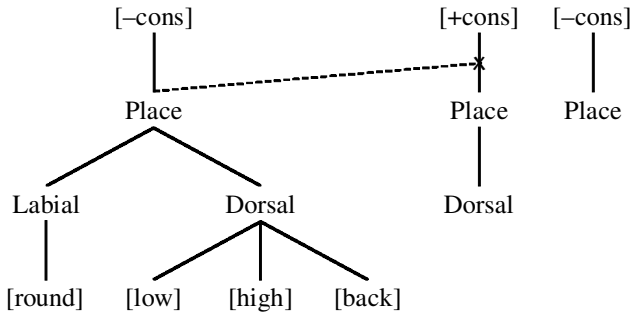 [–cons] [+cons] [–cons]
Place Place Place
Labial Dorsal Dorsal
[round] [low] [high] [back]